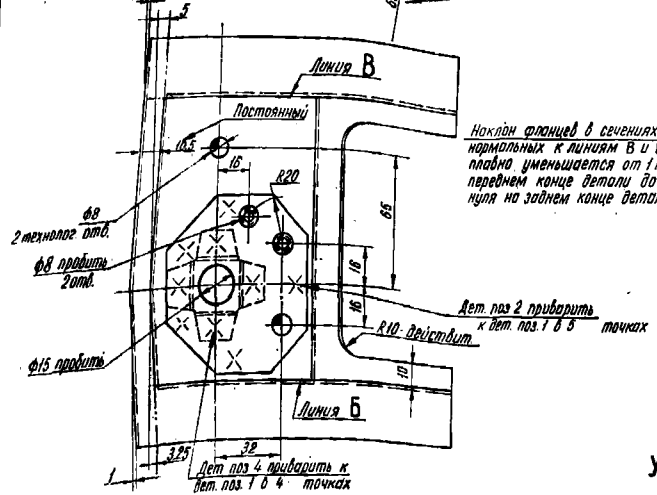 5
Линия В
Постоянный
16,5
16
R20
Наклон фланцев в сечениях
нормальных к линиям В и
плавно уменьшается от 1
переднем конце детали до
нуля на заднем конце детал
66
ф8
2 технолог. отв.
ф8 пробить
2отв.
16
16
Дет. поз 2 приварить
к дет. поз. 1 в 5 точках
R10 действит.
ф15 пробить
10
Линия Б
32
3,25
1
Дет поз 4 приварить к
дет. поз. 1 в 4 точках